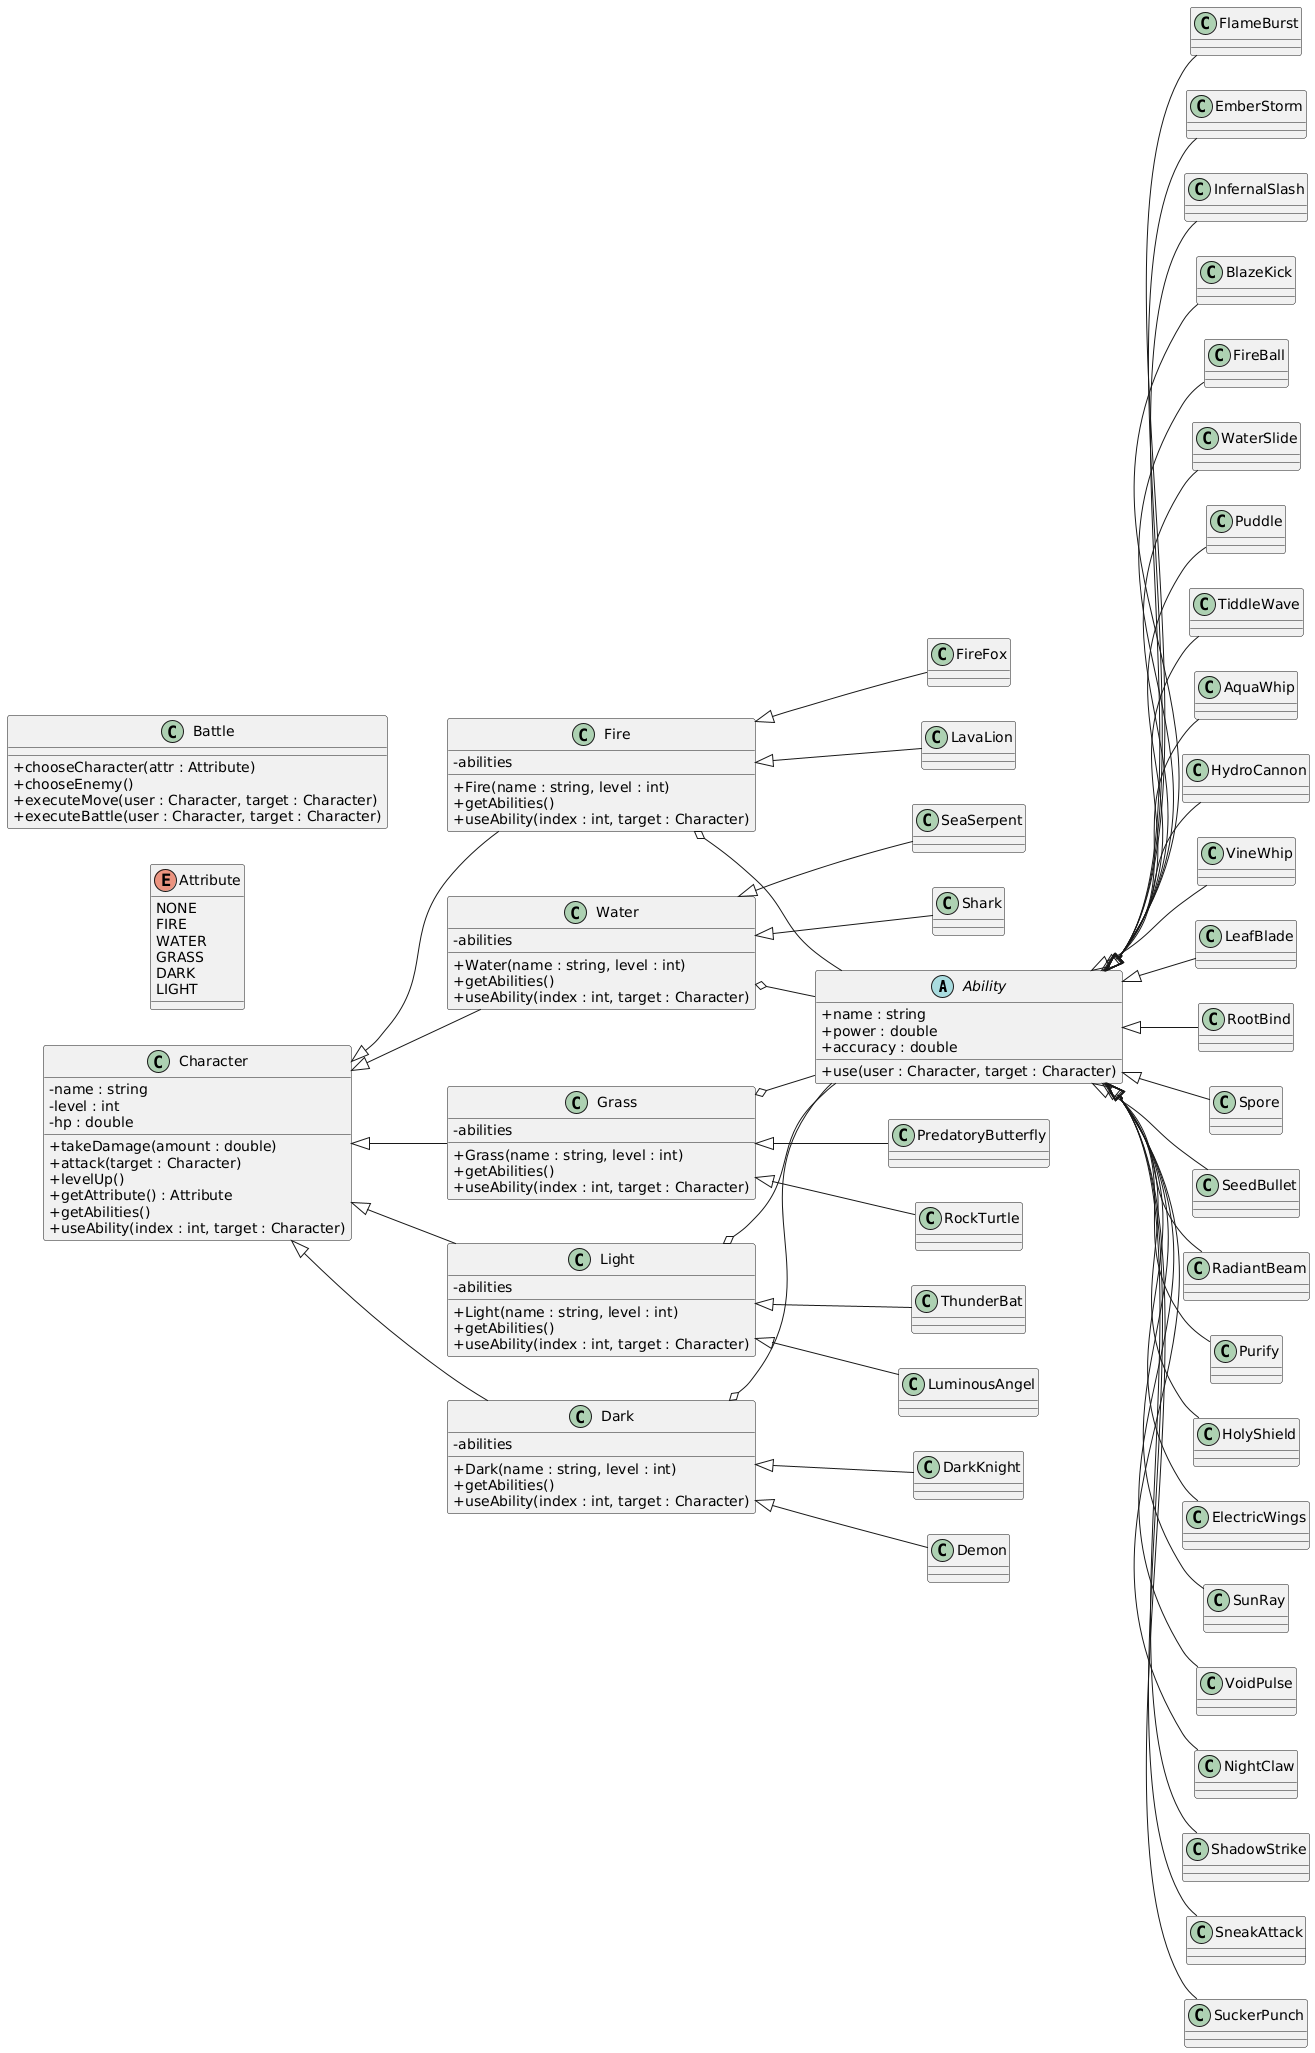 C Battle
+chooseCharacter(attr : Attribute)
+chooseEnemy()
+executeMove(user : Character, target : Character)
+executeBattle(user : Character, target : Character)
E Attribute
NONE
FIRE
WATER
GRASS
DARK
LIGHT
C Character
-name : string
-level : int
-hp : double
+takeDamage(amount : double)
+attack(target : Character)
+levelUp()
+getAttribute() : Attribute
+getAbilities()
+useAbility(index : int, target : Character)
C Fire
-abilities
+Fire(name : string, level : int)
+getAbilities()
+useAbility(index : int, target : Character)
C Water
-abilities
+Water(name : string, level : int)
+getAbilities()
+useAbility(index : int, target : Character)
C Grass
-abilities
+Grass(name : string, level : int)
+getAbilities()
+useAbility(index : int, target : Character)
C Light
-abilities
+Light(name : string, level : int)
+getAbilities()
+useAbility(index : int, target : Character)
C Dark
-abilities
+Dark(name : string, level : int)
+getAbilities()
+useAbility(index : int, target : Character)
C FireFox
C LavaLion
C SeaSerpent
C Shark
A Ability
+name : string
+power : double
+accuracy : double
+use(user : Character, target : Character)
C PredatoryButterfly
C RockTurtle
C ThunderBat
C LuminousAngel
C DarkKnight
C Demon
C FlameBurst
C EmberStorm
C InfernalSlash
C BlazeKick
C FireBall
C WaterSlide
C Puddle
C TiddleWave
C AquaWhip
C HydroCannon
C VineWhip
C LeafBlade
C RootBind
C Spore
C SeedBullet
C RadiantBeam
C Purify
C HolyShield
C ElectricWings
C SunRay
C VoidPulse
C NightClaw
C ShadowStrike
C SneakAttack
C SuckerPunch